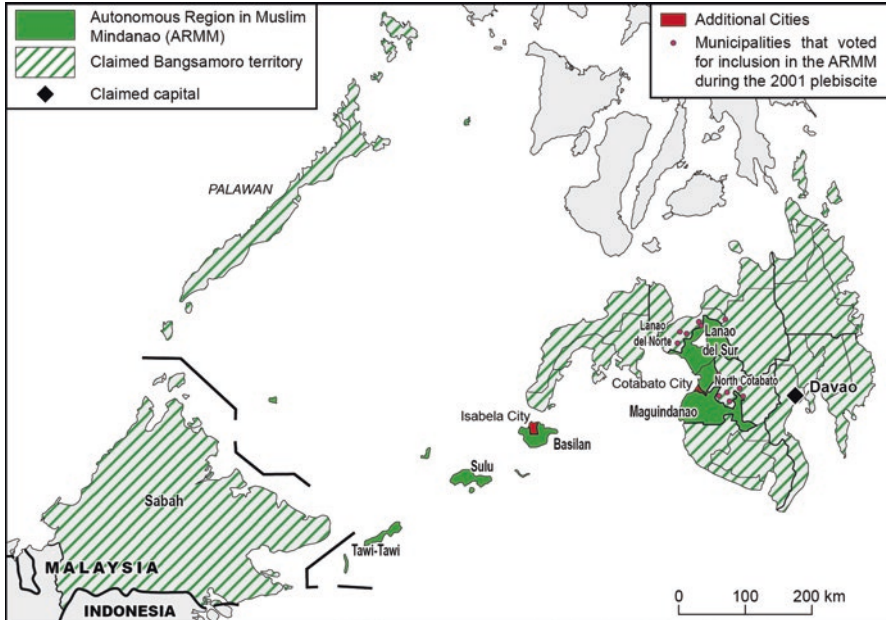 Autonomous Region in Muslim
Mindanao (ARMM)
Claimed Bangsamoro territory
Claimed capital
Additional Cities
Municipalities that voted
for inclusion in the ARMM
during the 2001 plebiscite
PALAWAN
Lanao
del Norte
Lanao
del Sur
Cotabato City
North Cotabato
Davao
Maguindanao
Isabela City
Basilan
Sulu
Sabah
Tawi-Tawi
MALAYSIA
INDONESIA
0 100 200 km